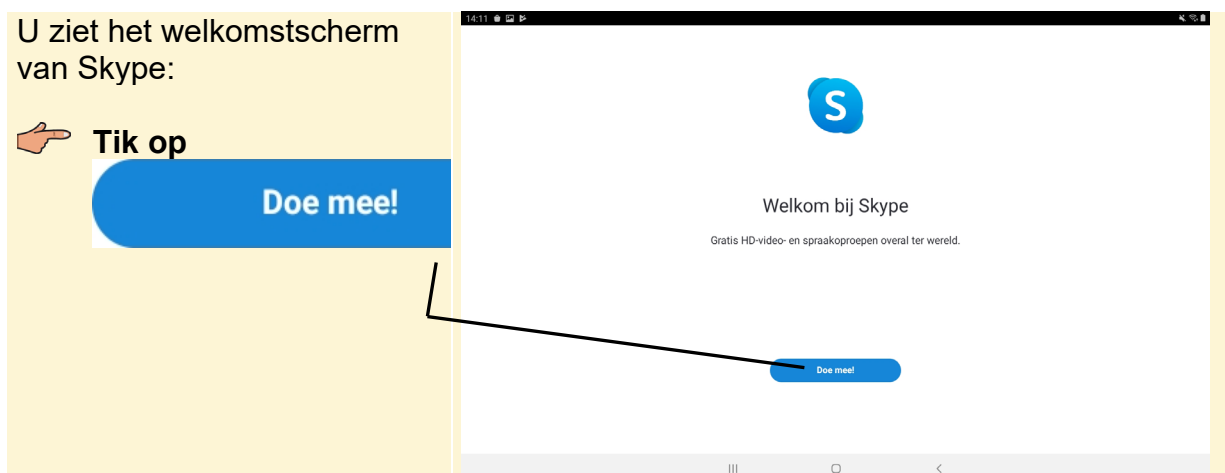 U ziet het welkomstscherm
van Skype:
Tik op
Doe mee!
14:11
S
Welkom bij Skype
Gratis HD-video- en spraakoproepen overal ter wereld.
Doe mee!